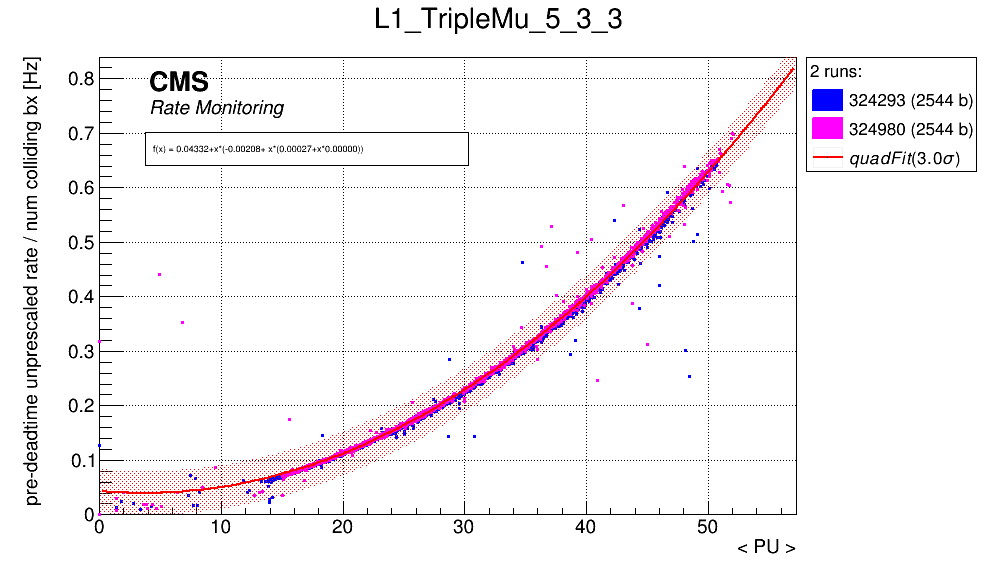 L1_TripleMu_5_3_3
pre-deadtime unprescaled rate / num colliding bx [Hz]
CMS
Rate Monitoring
f(x) = 0.04332+x*(-0.00208+ x*(0.00027+x*0.00000))
0.8
0.7
0.6
0.5
0.4
0.3
0.2
0.1
0
0 10 20 30 40 50
< PU >
2 runs:
324293 (2544 b)
324980 (2544 b)
quadFit(3.0σ)